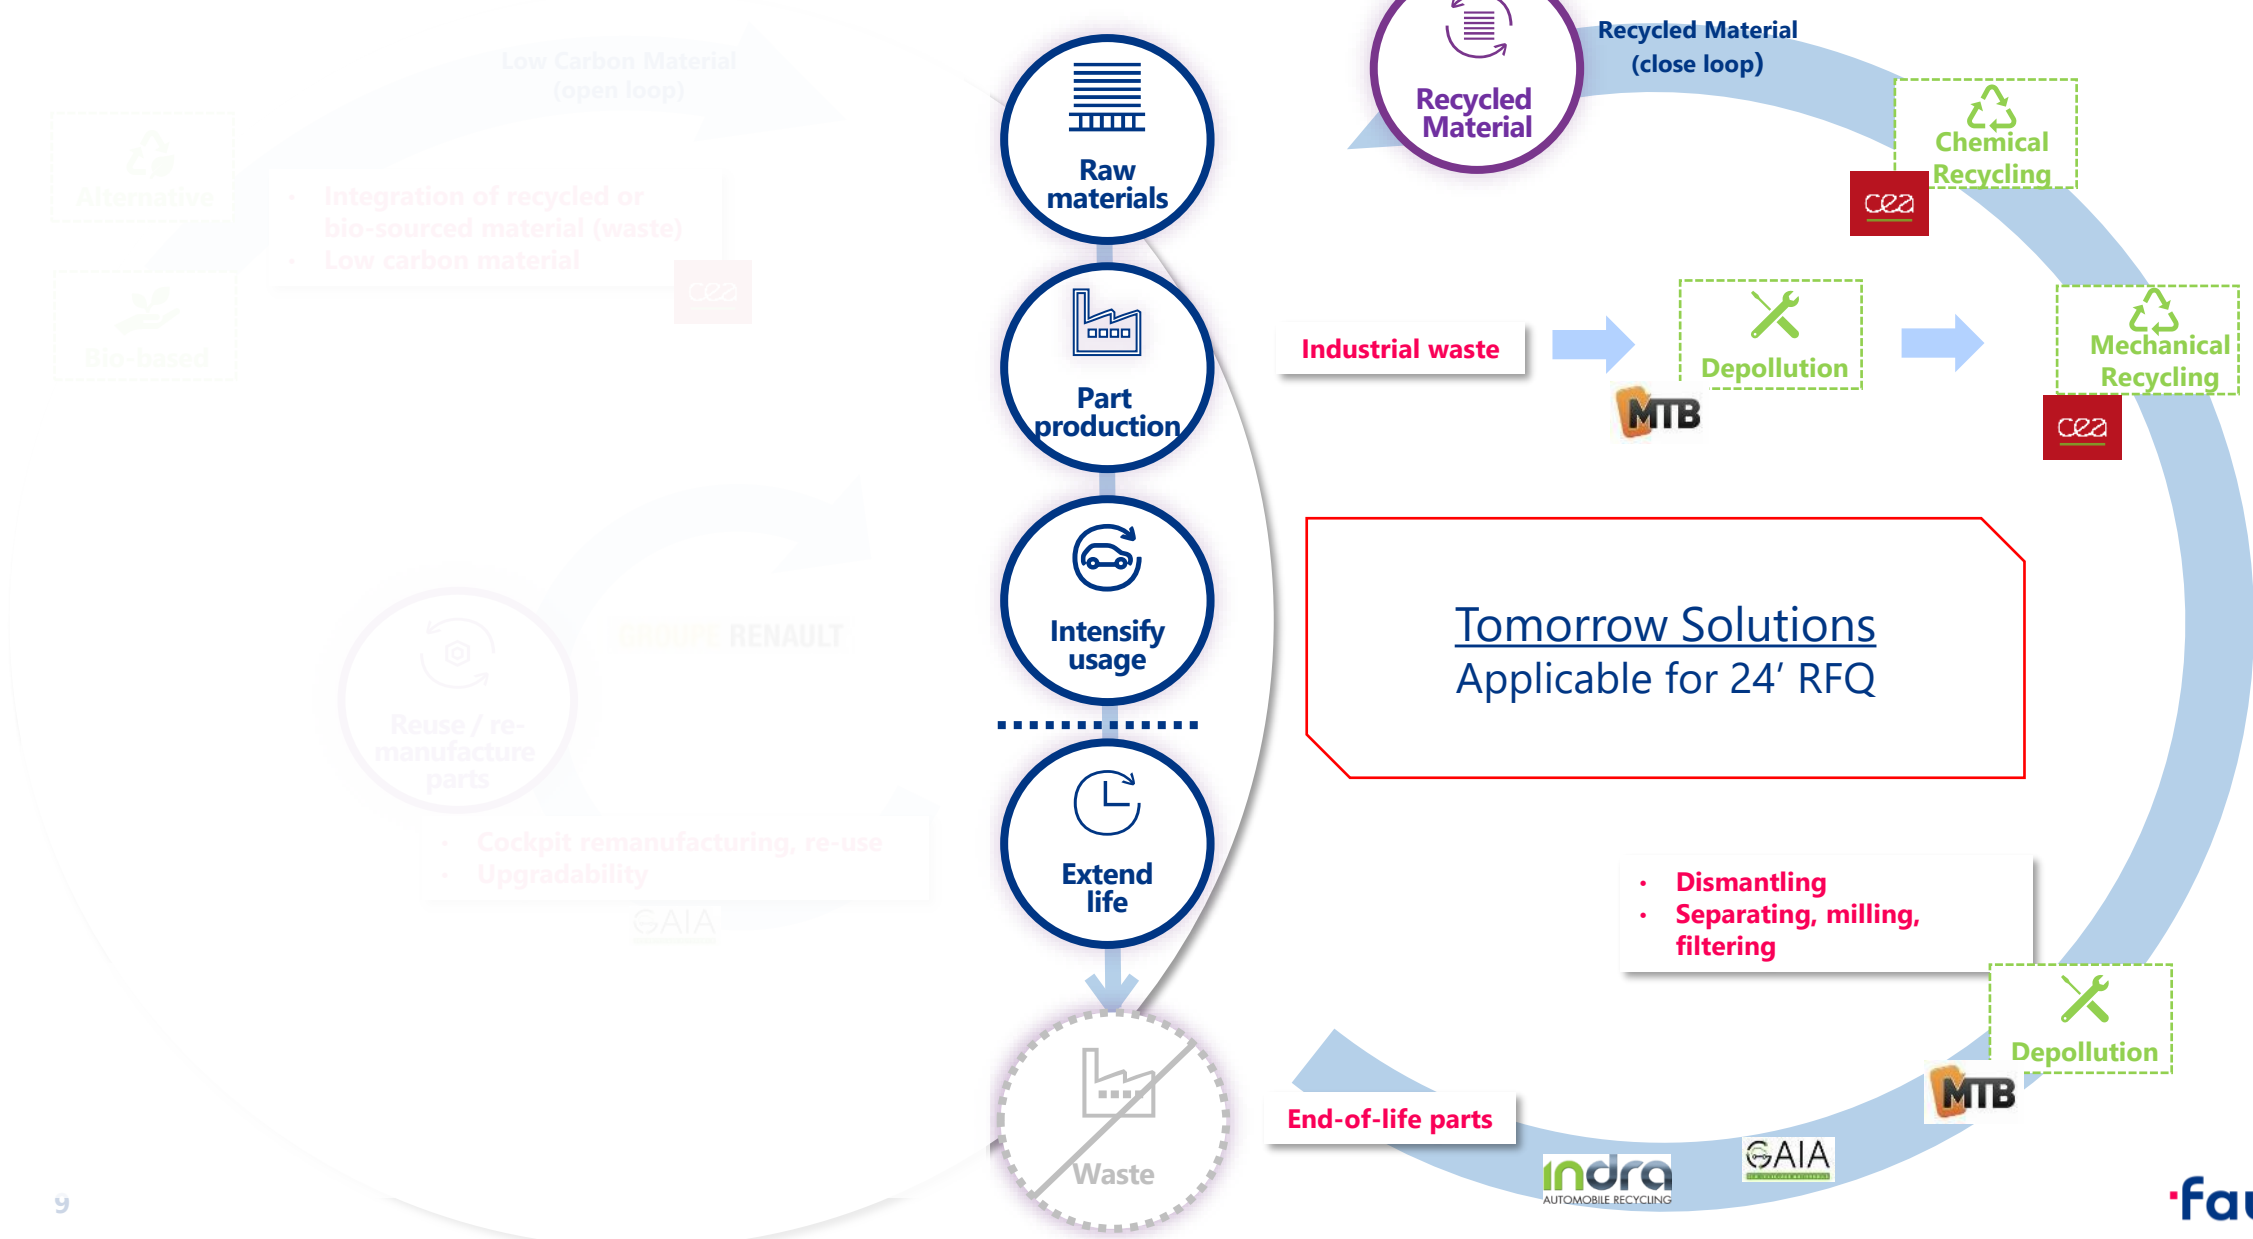 Low Carbon Material
(open loop)
Alternative
• Integration of recycled or
bio-sourced material (waste)
• Low carbon material
cea
Bio-based
GROUPE RENAULT
Reuse / re-
manufacture
parts
• Cockpit remanufacturing, re-use
• Upgradability
GAIA
Raw
materials
Part
production
Intensify
usage
Extend
life
Waste
Recycled
Material
Recycled Material
(close loop)
Chemical
Recycling
cea
Industrial waste
Depollution
MTB
Mechanical
Recycling
cea
Tomorrow Solutions
Applicable for 24’ RFQ
• Dismantling
• Separating, milling,
filtering
Depollution
MTB
End-of-life parts
indra
AUTOMOBILE RECYCLING
GAIA
9
fau